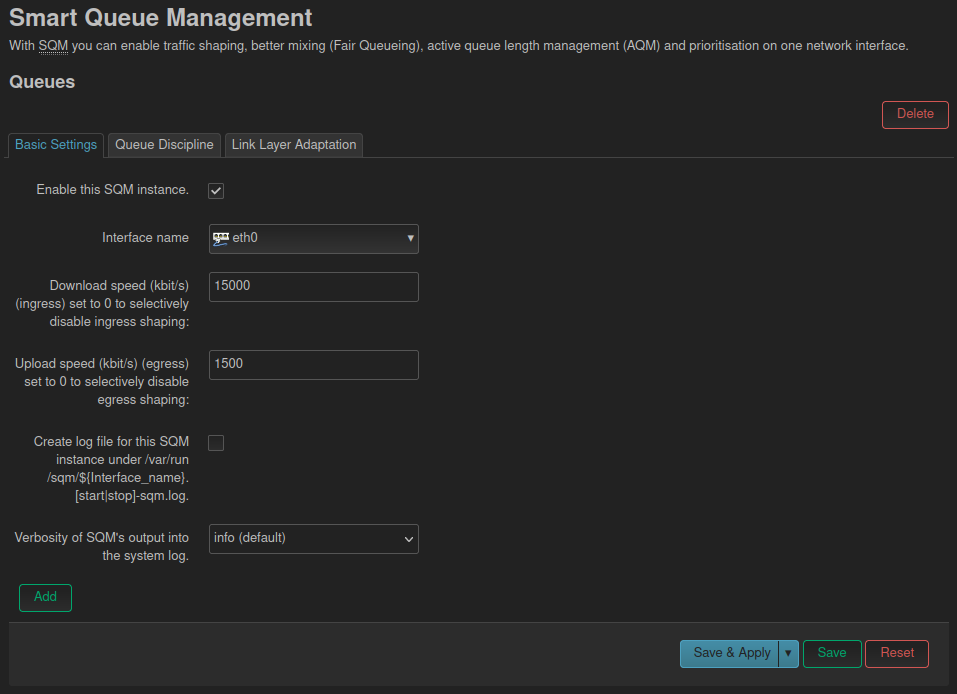 Smart Queue Management
With SQM you can enable traffic shaping, better mixing (Fair Queueing), active queue length management (AQM) and prioritisation on one network interface.
Queues
Delete
Basic Settings
Queue Discipline
Link Layer Adaptation
Enable this SQM instance.
Interface name
eth0
Download speed (kbit/s)
(ingress) set to 0 to selectively
disable ingress shaping:
15000
Upload speed (kbit/s) (egress)
set to 0 to selectively disable
egress shaping:
1500
Create log file for this SQM
instance under /var/run
/sqm/${Interface_name}.
[start|stop]-sqm.log.
Verbosity of SQM's output into
the system log.
info (default)
Add
Save & Apply
Save
Reset